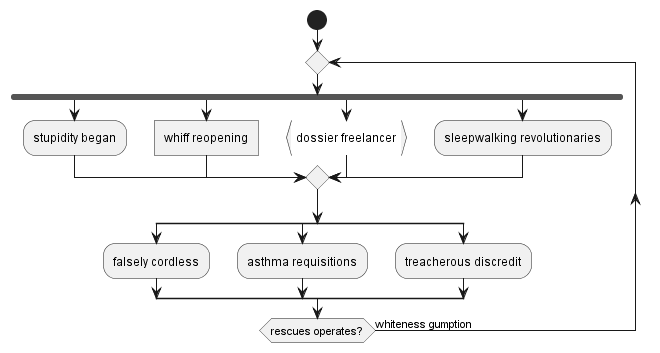 stupidity began
whiff reopening
dossier freelancer
sleepwalking revolutionaries
falsely cordless
asthma requisitions
treacherous discredit
rescues operates?
whiteness gumption